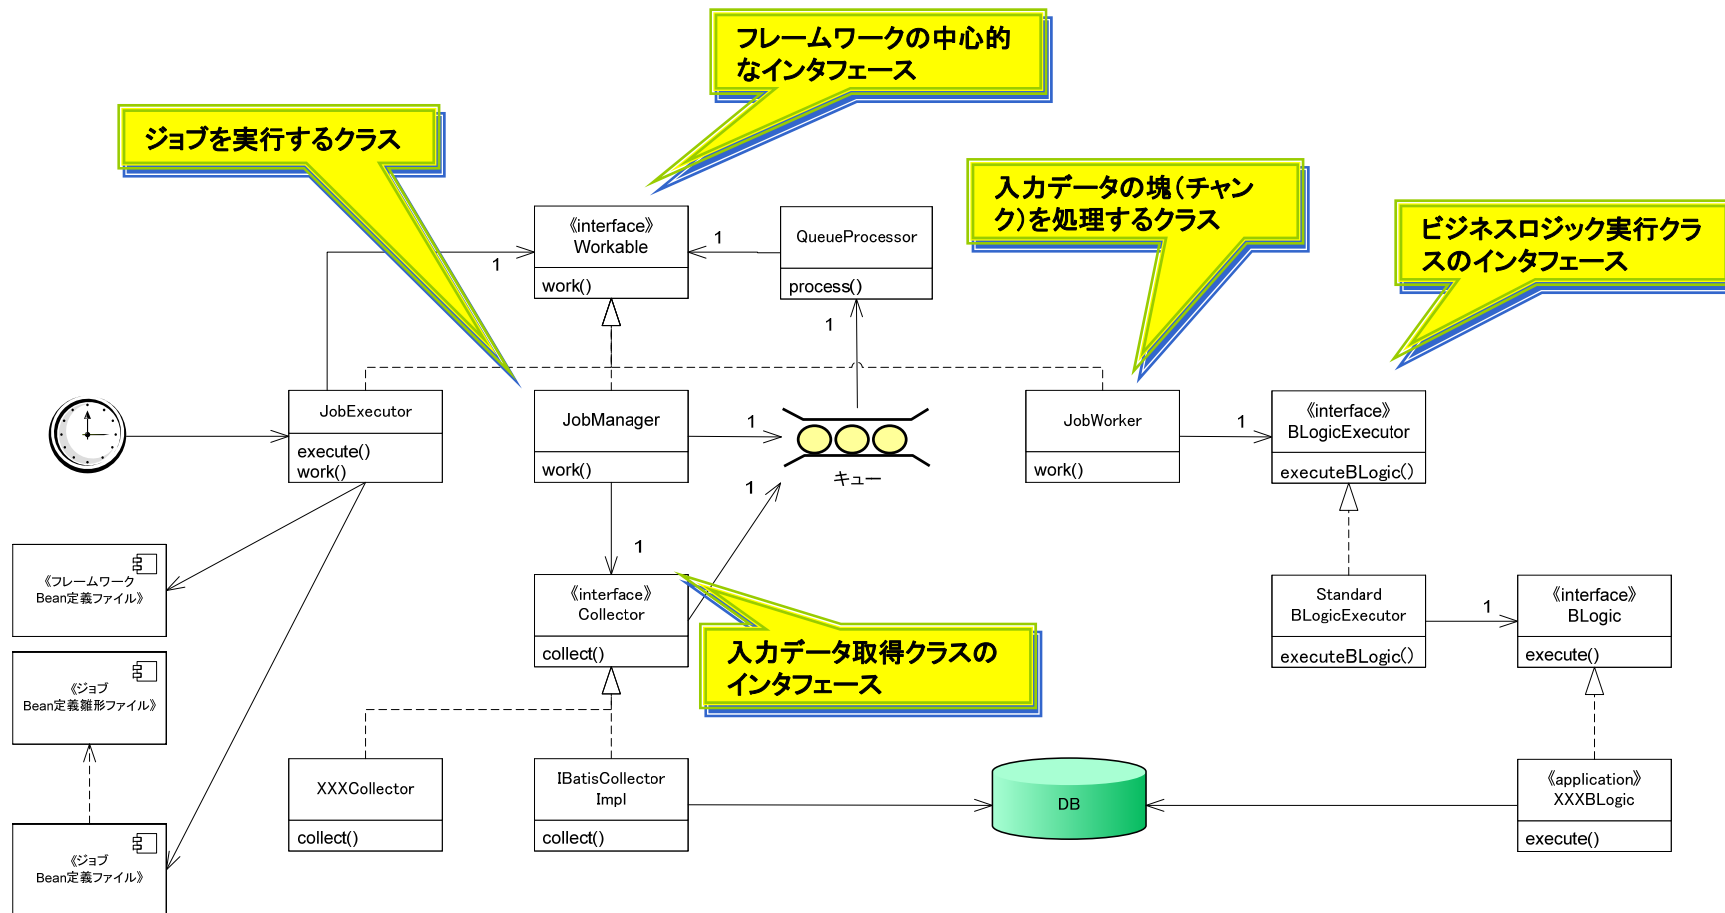 フレームワークの中心的
なインタフェース
ジョブを実行するクラス
入力データの塊（チャン
ク）を処理するクラス
ビジネスロジック実行クラ
スのインタフェース
《interface》
Workable
work()
1
1
QueueProcessor
process()
1
JobExecutor
execute()
work()
JobManager
work()
1
キュー
1
JobWorker
work()
1
《interface》
BLogicExecutor
executeBLogic()
1
《フレームワーク
Bean定義ファイル》
《interface》
Collector
collect()
入力データ取得クラスの
インタフェース
Standard
BLogicExecutor
executeBLogic()
1
《interface》
BLogic
execute()
《ジョブ
Bean定義雛形ファイル》
XXXCollector
collect()
IBatisCollector
Impl
collect()
DB
《application》
XXXBLogic
execute()
《ジョブ
Bean定義ファイル》